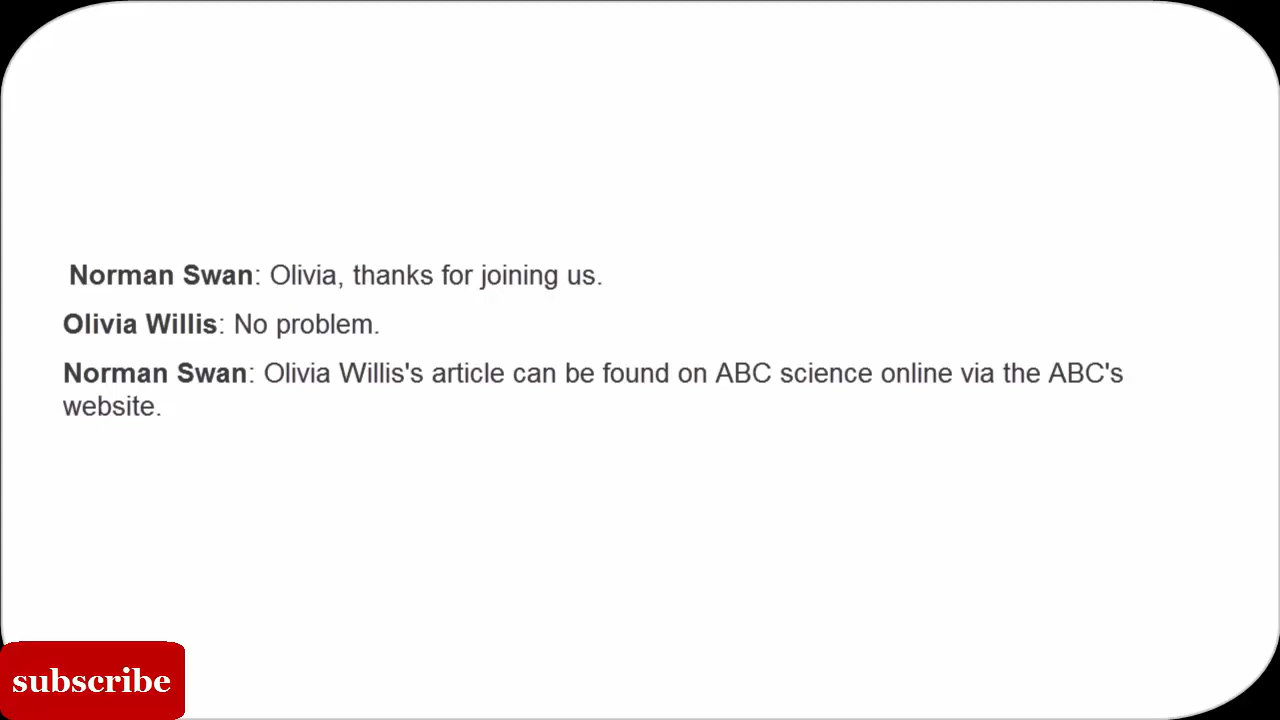 Norman Swan: Olivia, thanks for joining us.
Olivia Willis: No problem.
Norman Swan: Olivia Willis's article can be found on ABC science online via the ABC's
website.
subscribe